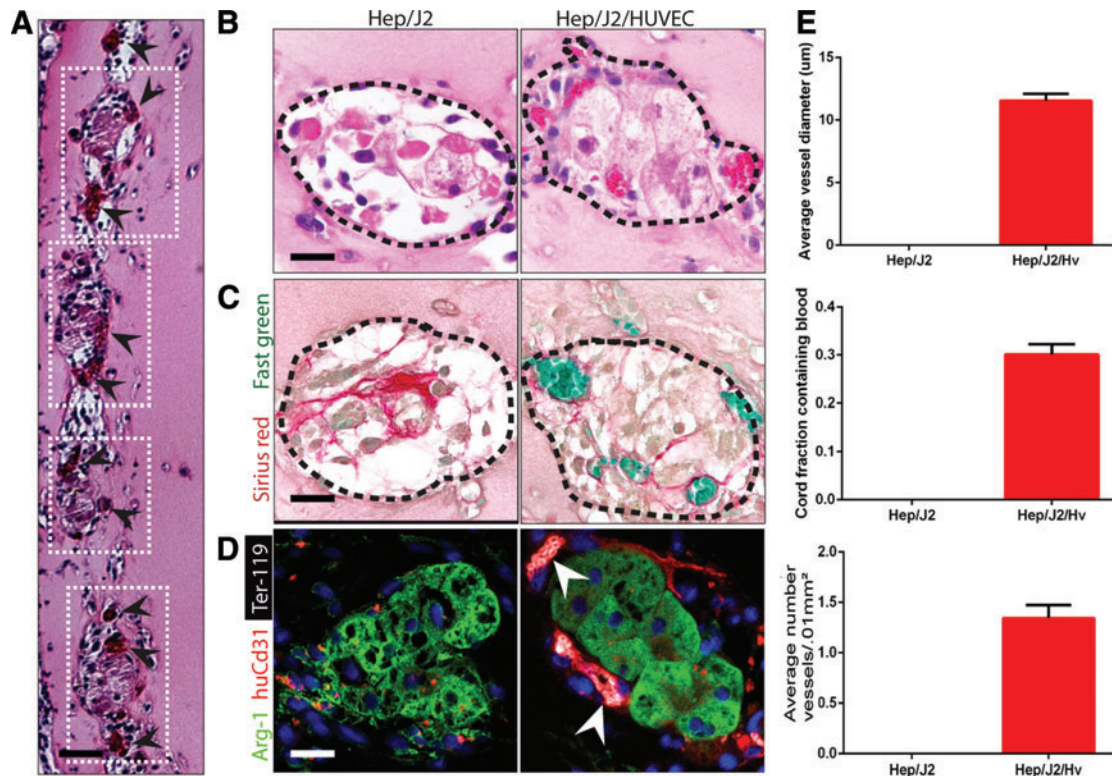 A
B
Hep/J2
Hep/J2/HUVEC
C
Sirius red Fast green
D
Arg-1 huCd31 Ter-119
E
Average vessel diameter (um)
15
10
5
0
Hep/J2
Hep/J2/Hv
Cord fraction containing blood
0.4
0.3
0.2
0.1
0.0
Hep/J2
Hep/J2/Hv
Average number
vessels/.01mm²
2.0
1.5
1.0
0.5
0.0
Hep/J2
Hep/J2/Hv